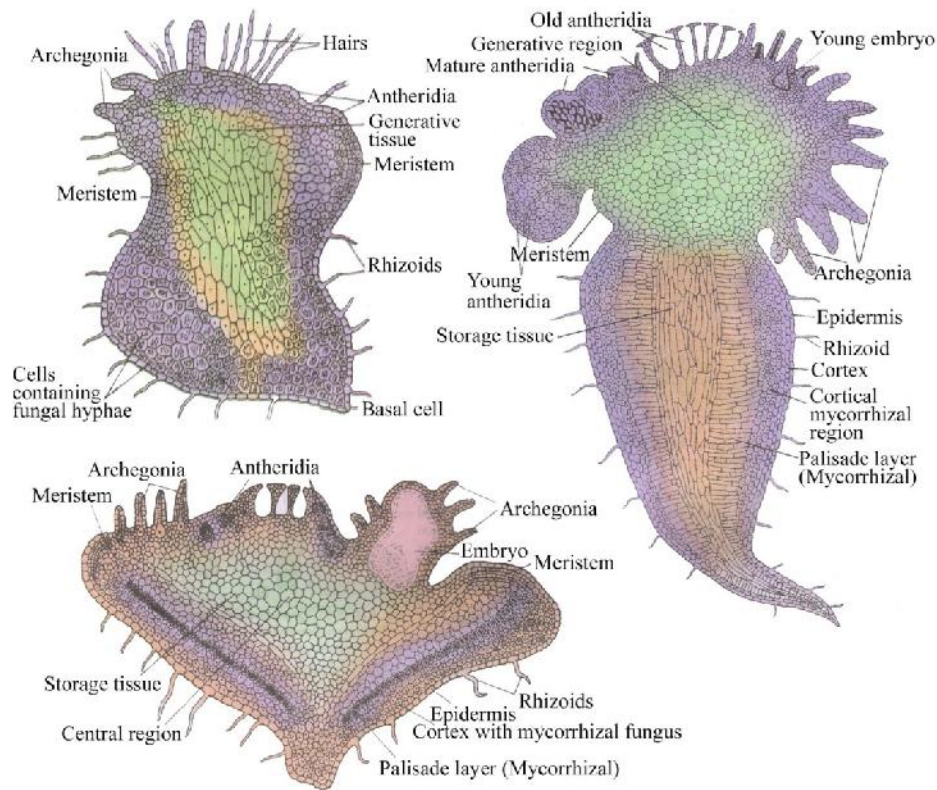 Archegonia
Hairs
Antheridia
Generative
tissue
Meristem
Meristem
Rhizoids
Cells
containing
fungal hyphae
Basal cell
Old antheridia
Generative region
Mature antheridia
Young embryo
Meristem
Young
antheridia
Archegonia
Storage tissue
Epidermis
Rhizoid
Cortex
Cortical
mycorrhizal
region
Palisade layer
(Mycorrhizal)
Archegonia
Meristem
Antheridia
Archegonia
Embryo
Meristem
Storage tissue
Central region
Rhizoids
Epidermis
Cortex with mycorrhizal fungus
Palisade layer (Mycorrhizal)